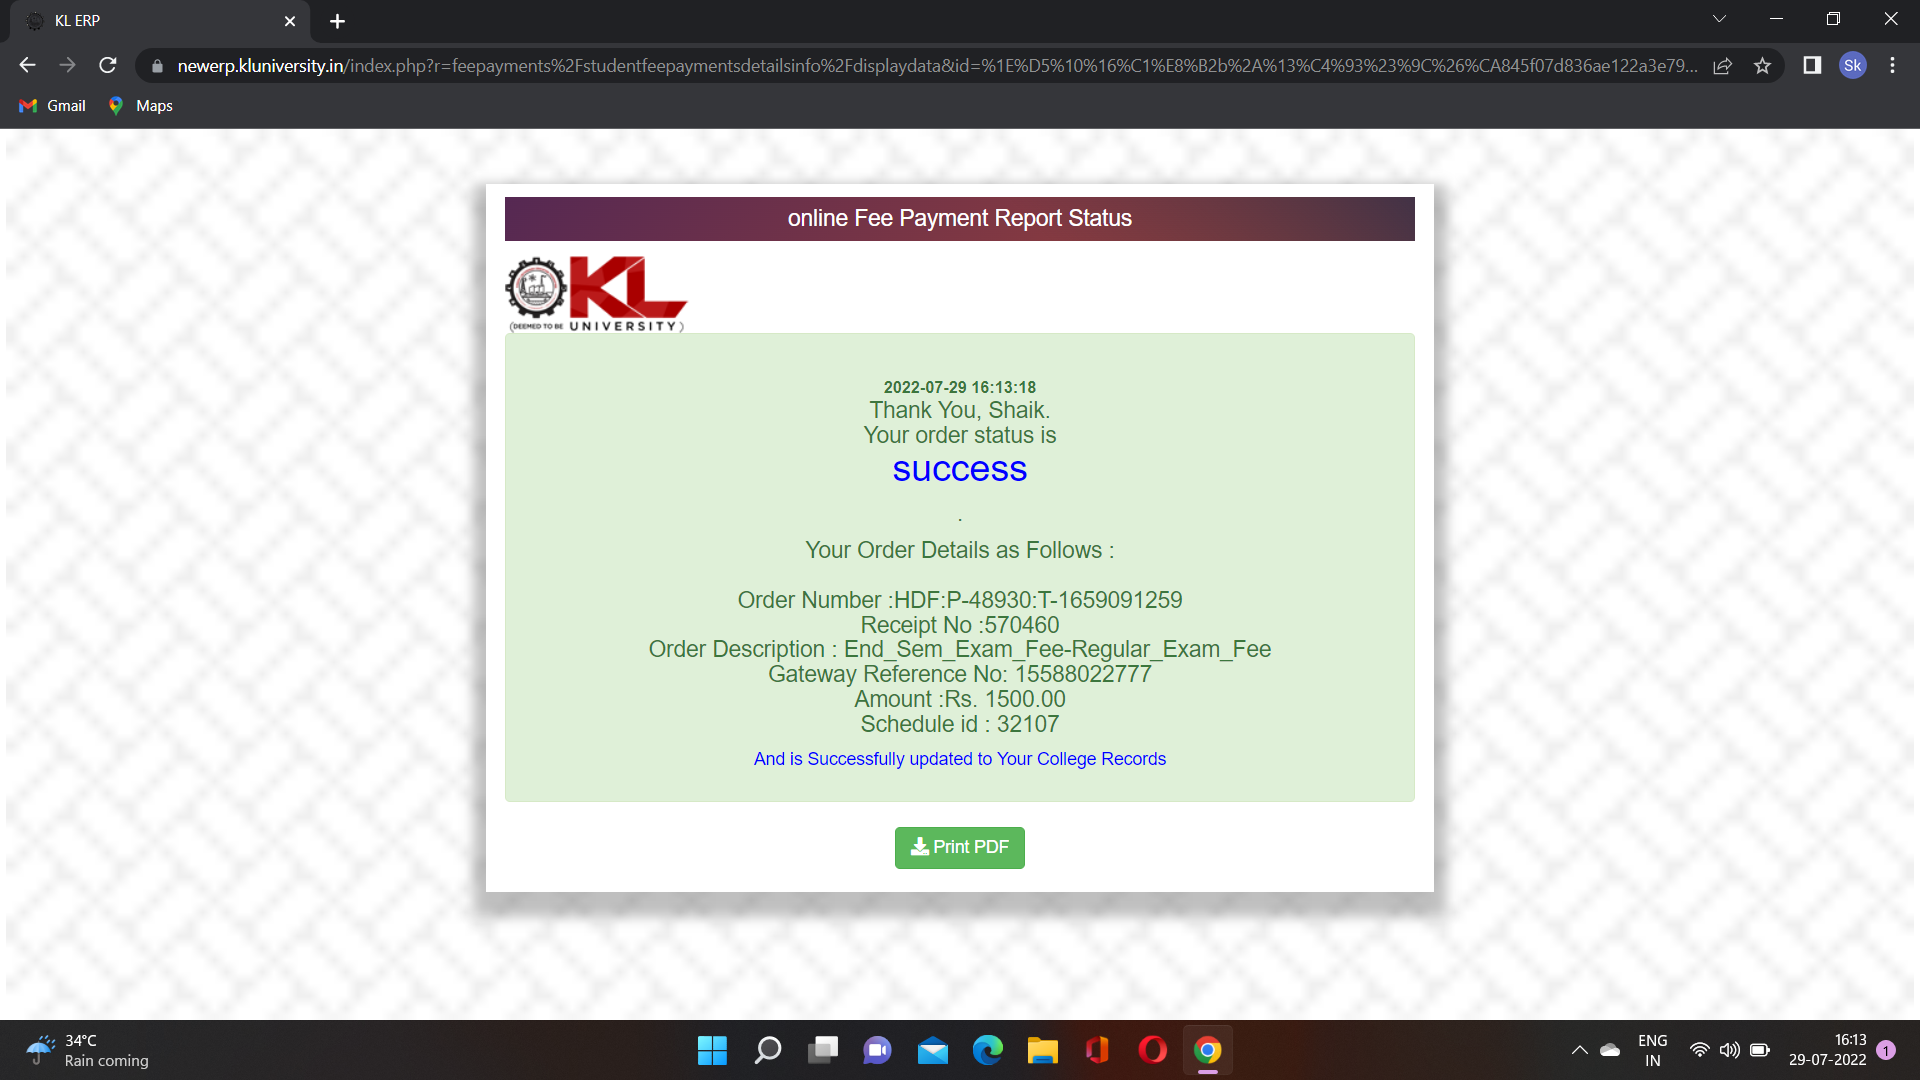 KL ERP
newerp.kluniversity.in/index.php?r=feepayments%2Fstudentfeepaymentsdetailsinfo%2Fdisplaydata&id=%1E%D5%10%16%C1%E8%B2b%2A%13%C4%93%23%9C%26%CA845f07d836ae122a3e79...
Sk
Gmail
Maps
online Fee Payment Report Status
KL
(DEEMED TO BE UNIVERSITY)
2022-07-29 16:13:18
Thank You, Shaik.
Your order status is
success
.
Your Order Details as Follows :
Order Number :HDF:P-48930:T-1659091259
Receipt No :570460
Order Description : End_Sem_Exam_Fee-Regular_Exam_Fee
Gateway Reference No: 15588022777
Amount :Rs. 1500.00
Schedule id : 32107
And is Successfully updated to Your College Records
Print PDF
34°C
Rain coming
ENG
IN
16:13
29-07-2022
1